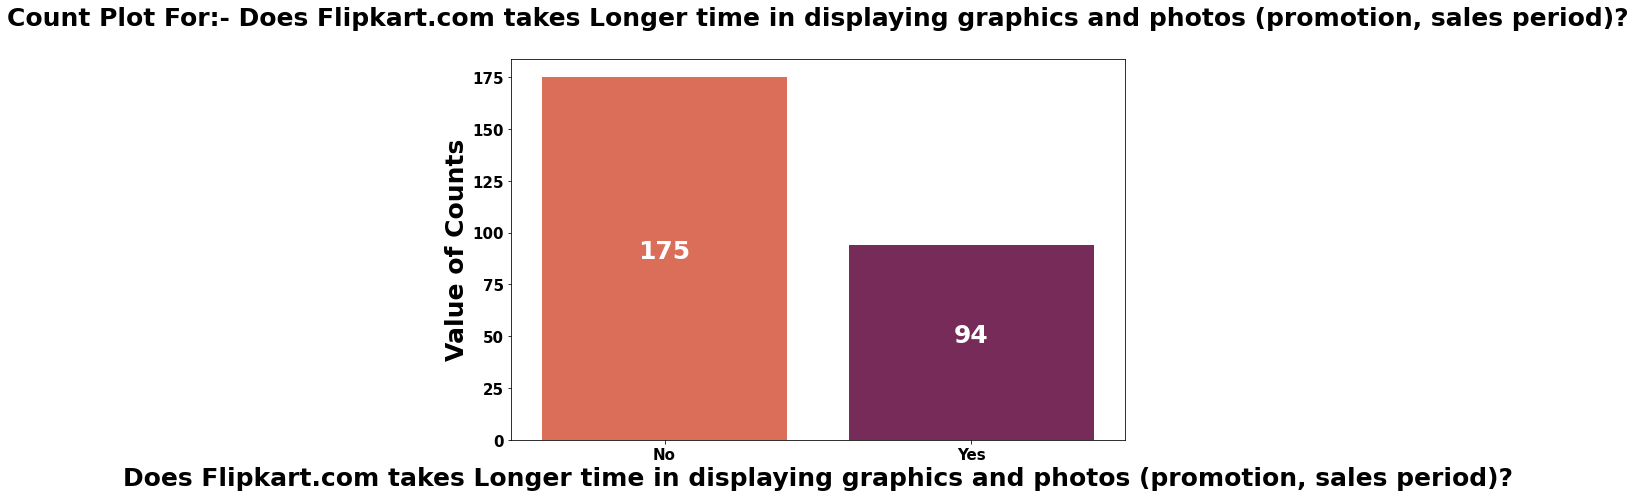 Count Plot For:- Does Flipkart.com takes Longer time in displaying graphics and photos (promotion, sales period)?
175
150
125
100
75
50
25
0
Value of Counts
175
94
No
Yes
Does Flipkart.com takes Longer time in displaying graphics and photos (promotion, sales period)?